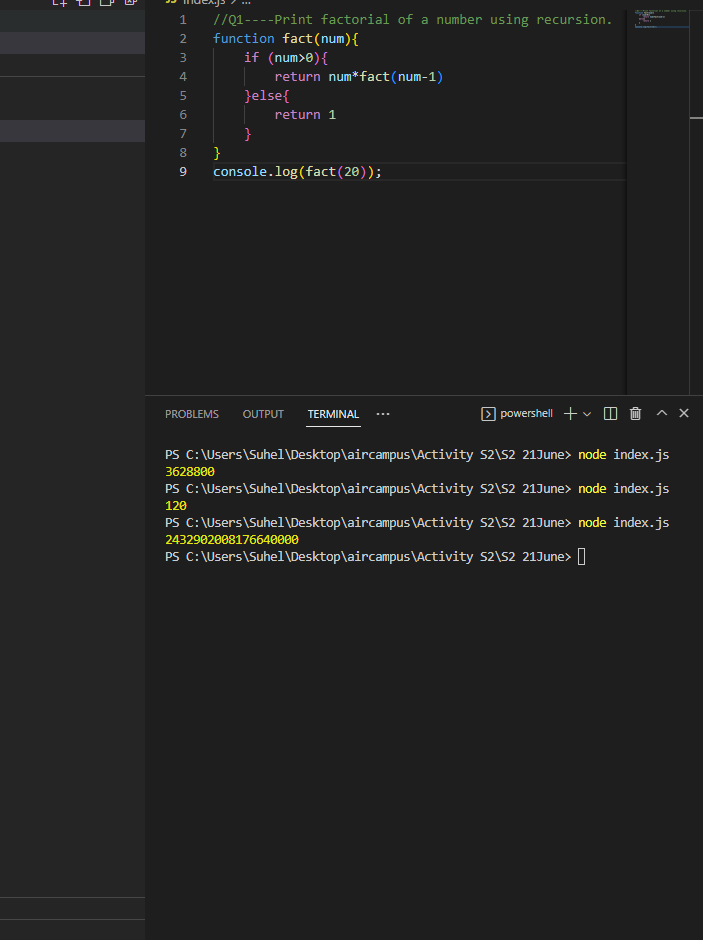 index.js > ...
1 //Q1----Print factorial of a number using recursion.
2 function fact(num){
3 if (num>0){
4 return num*fact(num-1)
5 }else{
6 return 1
7 }
8 }
9 console.log(fact(20));
PROBLEMS OUTPUT TERMINAL ··· powershell
PS C:\Users\Suhel\Desktop\aircampus\Activity S2\S2 21June> node index.js
3628800
PS C:\Users\Suhel\Desktop\aircampus\Activity S2\S2 21June> node index.js
120
PS C:\Users\Suhel\Desktop\aircampus\Activity S2\S2 21June> node index.js
2432902008176640000
PS C:\Users\Suhel\Desktop\aircampus\Activity S2\S2 21June>